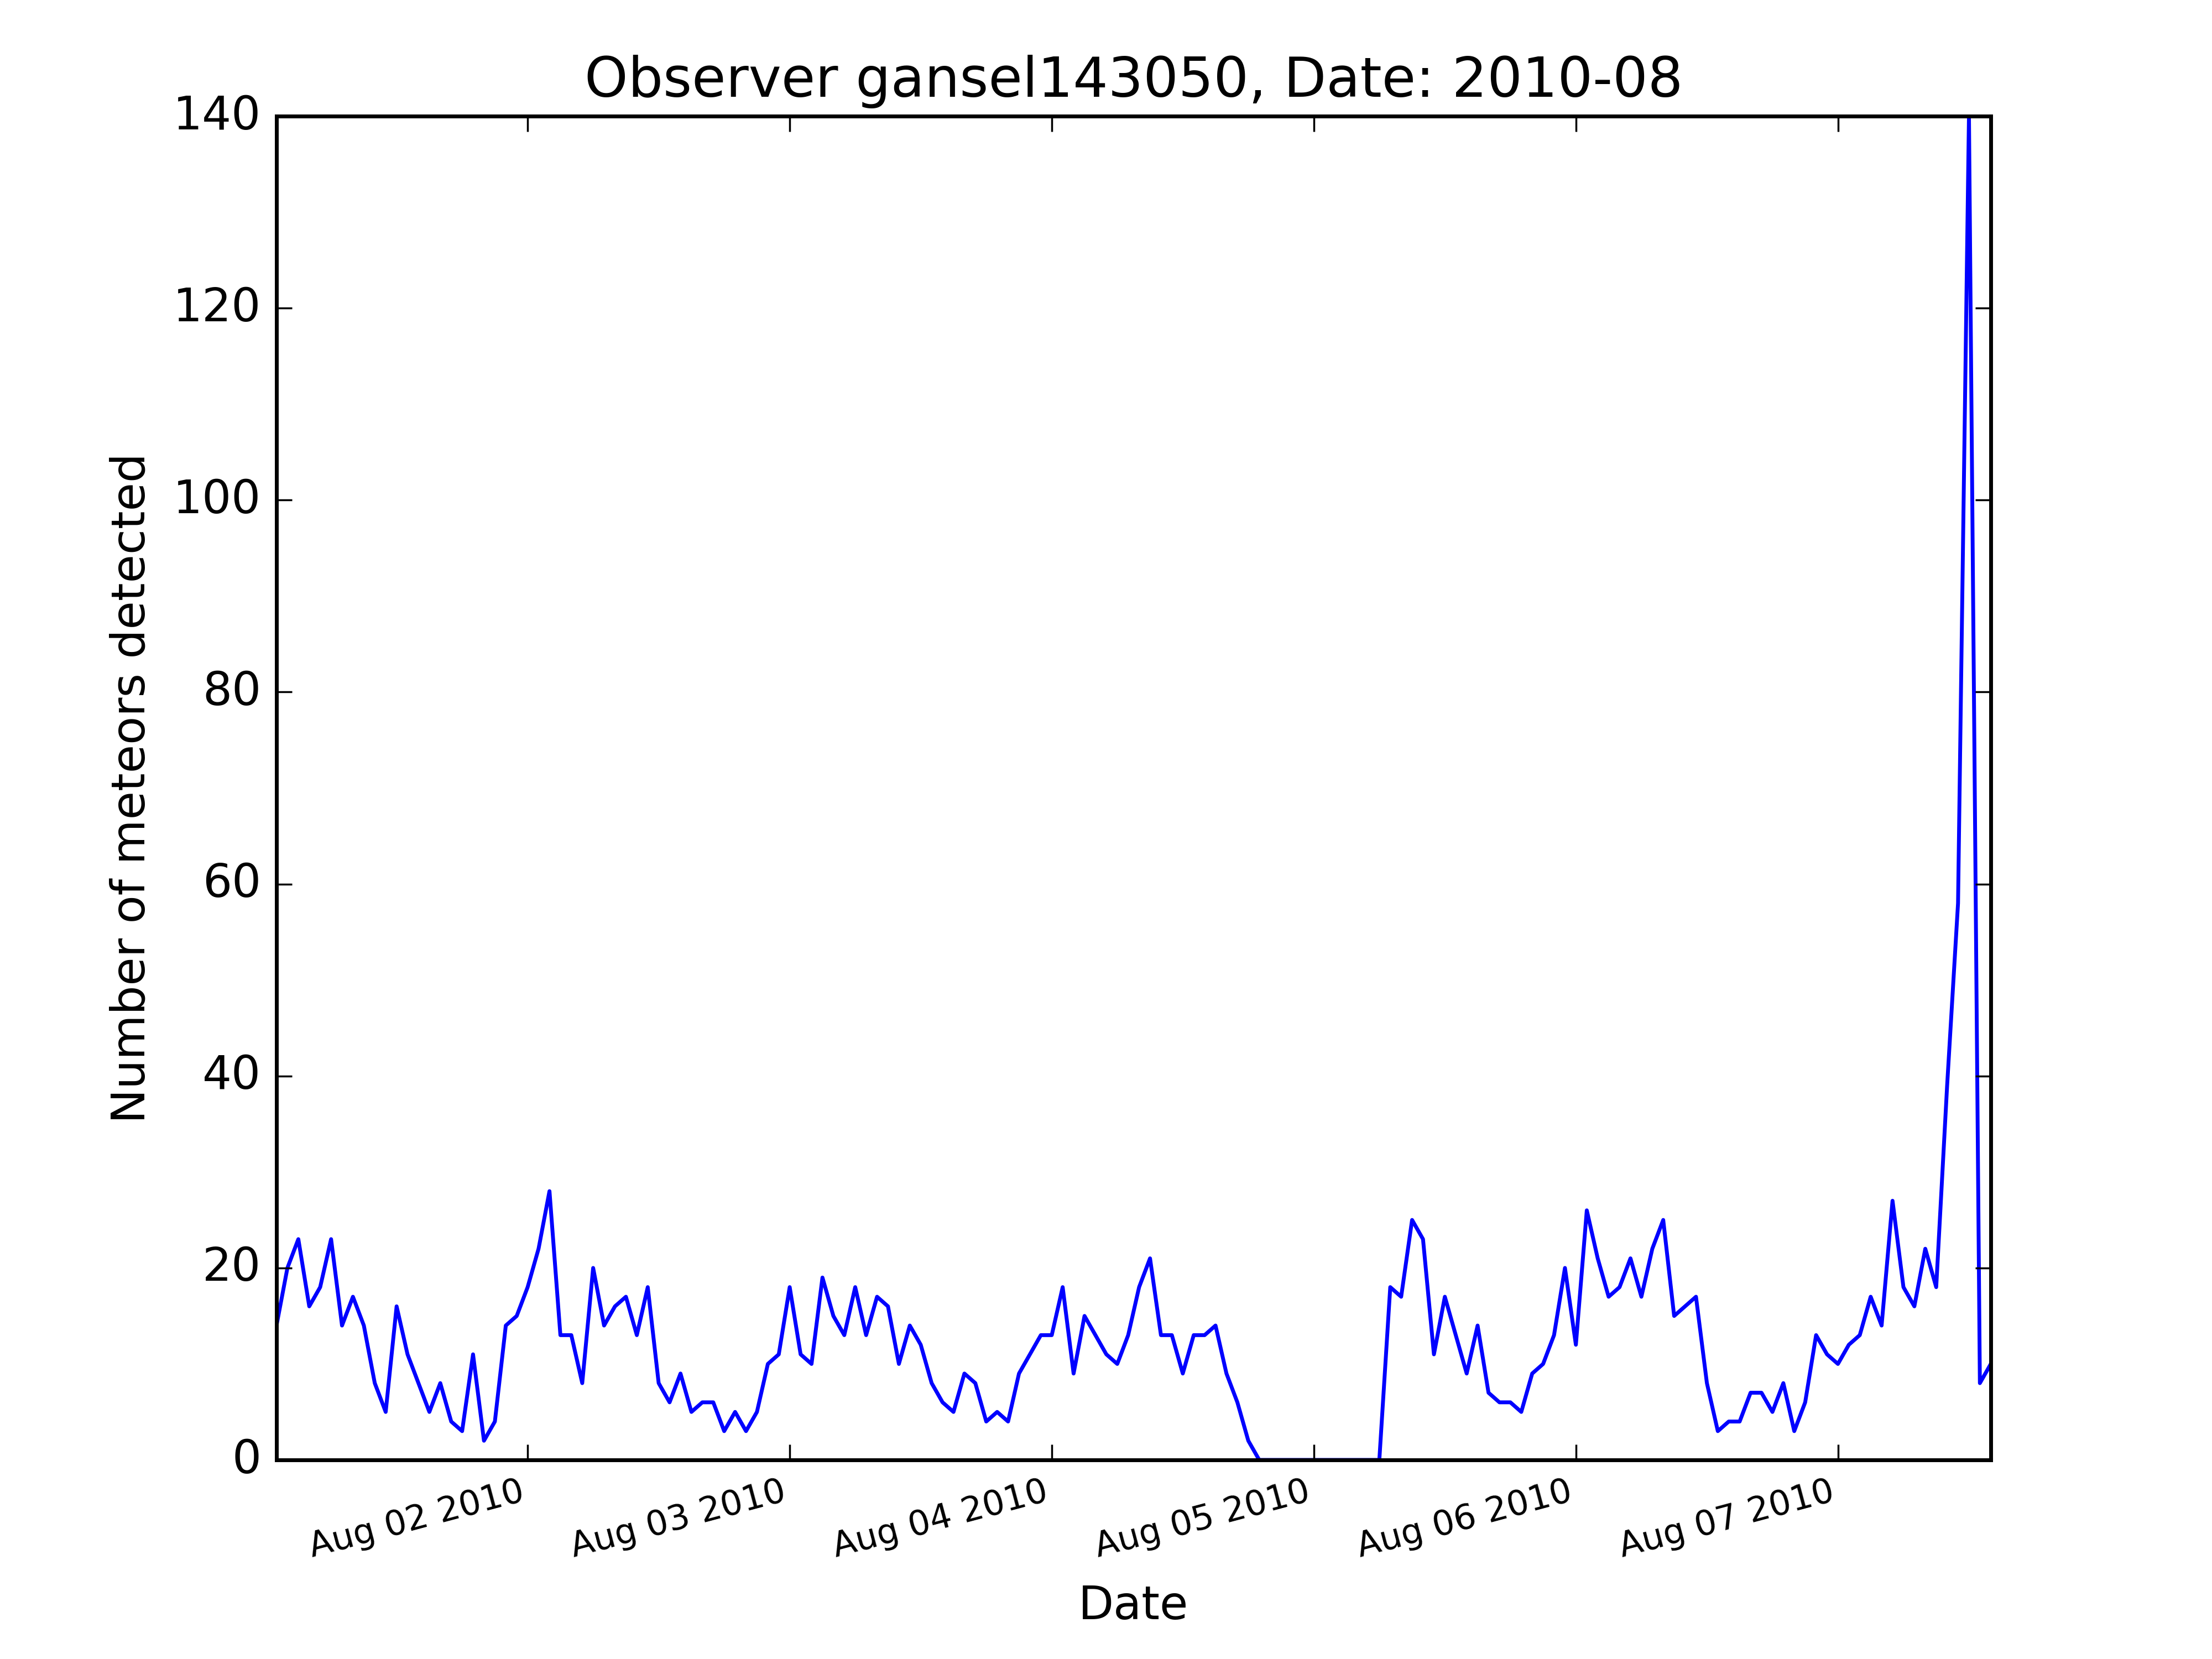 Observer gansel143050, Date: 2010-08
140
120
100
80
60
40
20
0
Number of meteors detected
Aug 02 2010
Aug 03 2010
Aug 04 2010
Aug 05 2010
Aug 06 2010
Aug 07 2010
Date